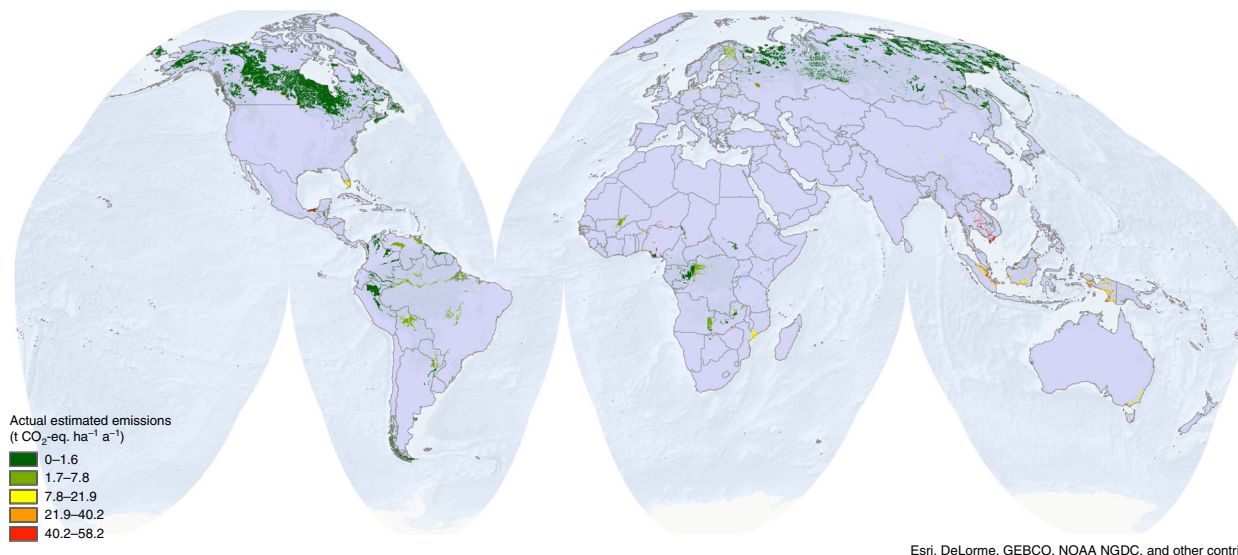 Actual estimated emissions
(t CO₂-eq. ha⁻¹ a⁻¹)
0–1.6
1.7–7.8
7.8–21.9
21.9–40.2
40.2–58.2
Esri, DeLorme, GEBCO, NOAA NGDC, and other contri